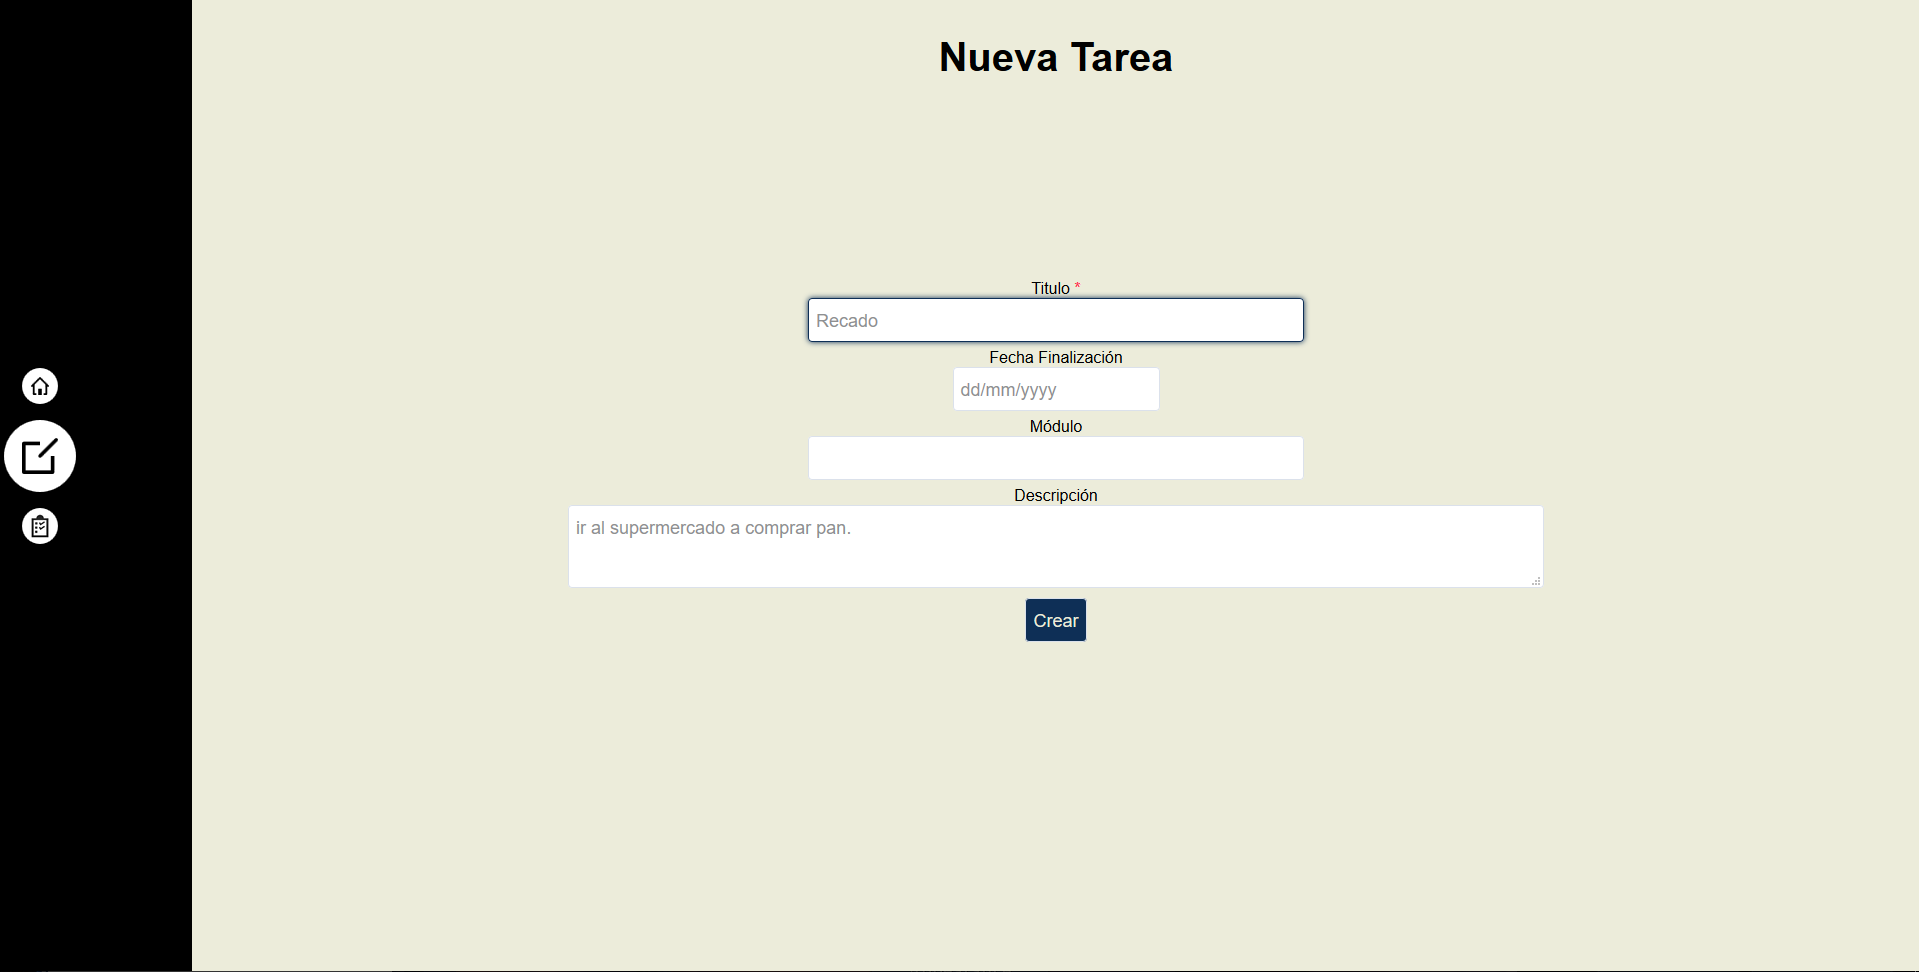 Nueva Tarea
Titulo *
Recado
Fecha Finalización
dd/mm/yyyy
Módulo
Descripción
ir al supermercado a comprar pan.
Crear